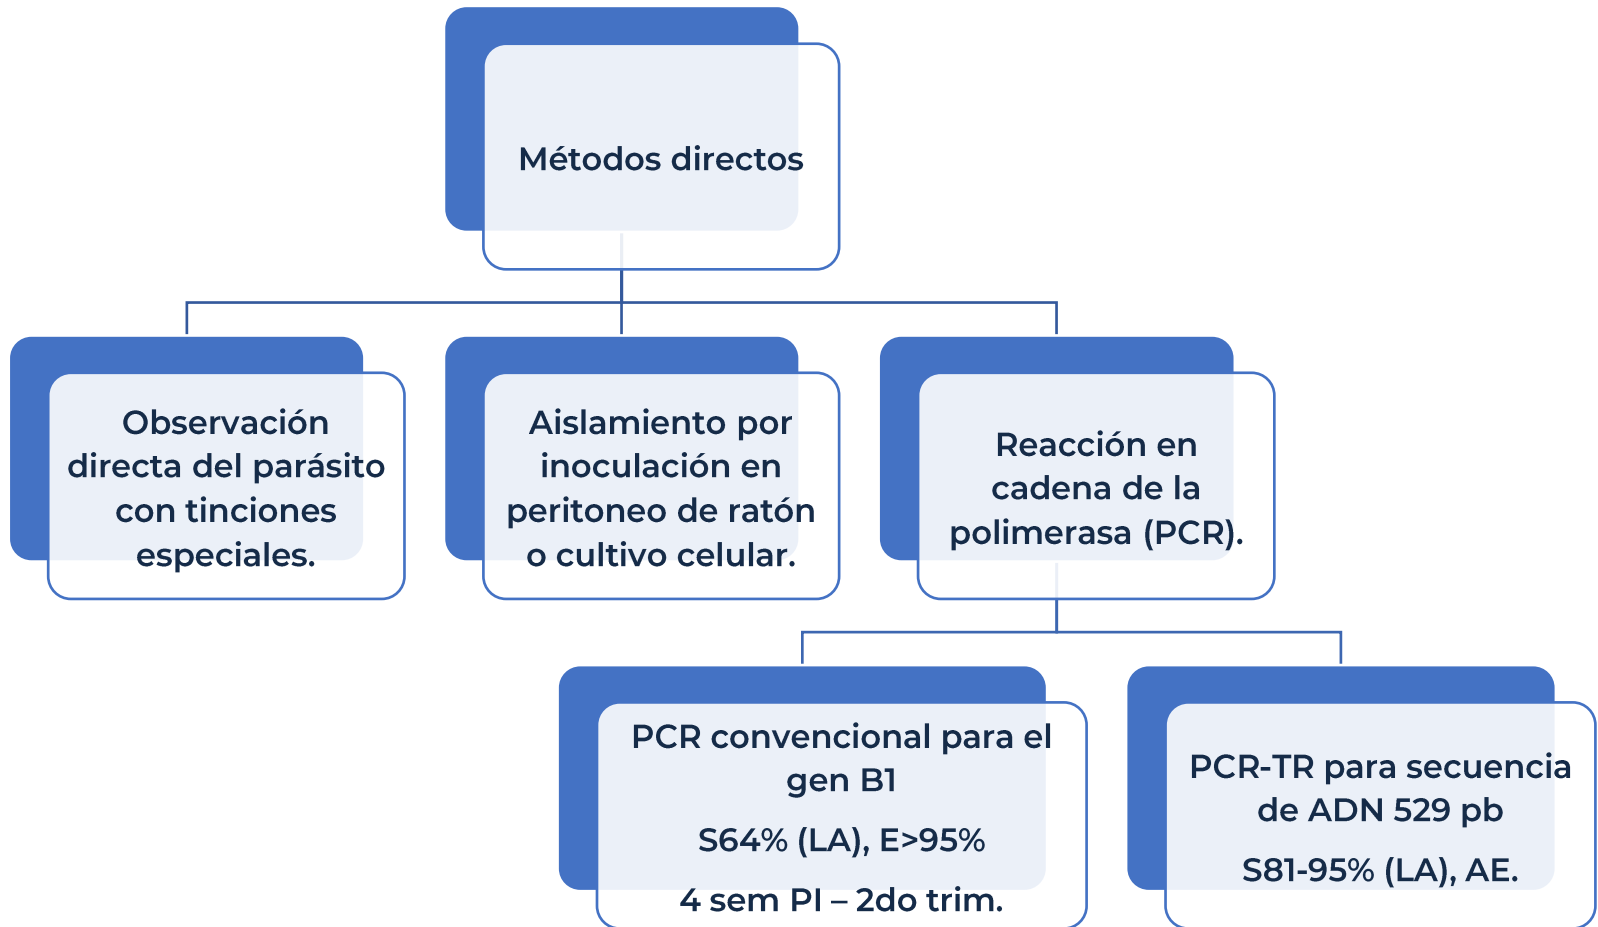 Métodos directos
Observación
directa del parásito
con tinciones
especiales.
Aislamiento por
inoculación en
peritoneo de ratón
o cultivo celular.
Reacción en
cadena de la
polimerasa (PCR).
PCR convencional para el
gen B1
S64% (LA), E>95%
4 sem PI – 2do trim.
PCR-TR para secuencia
de ADN 529 pb
S81-95% (LA), AE.